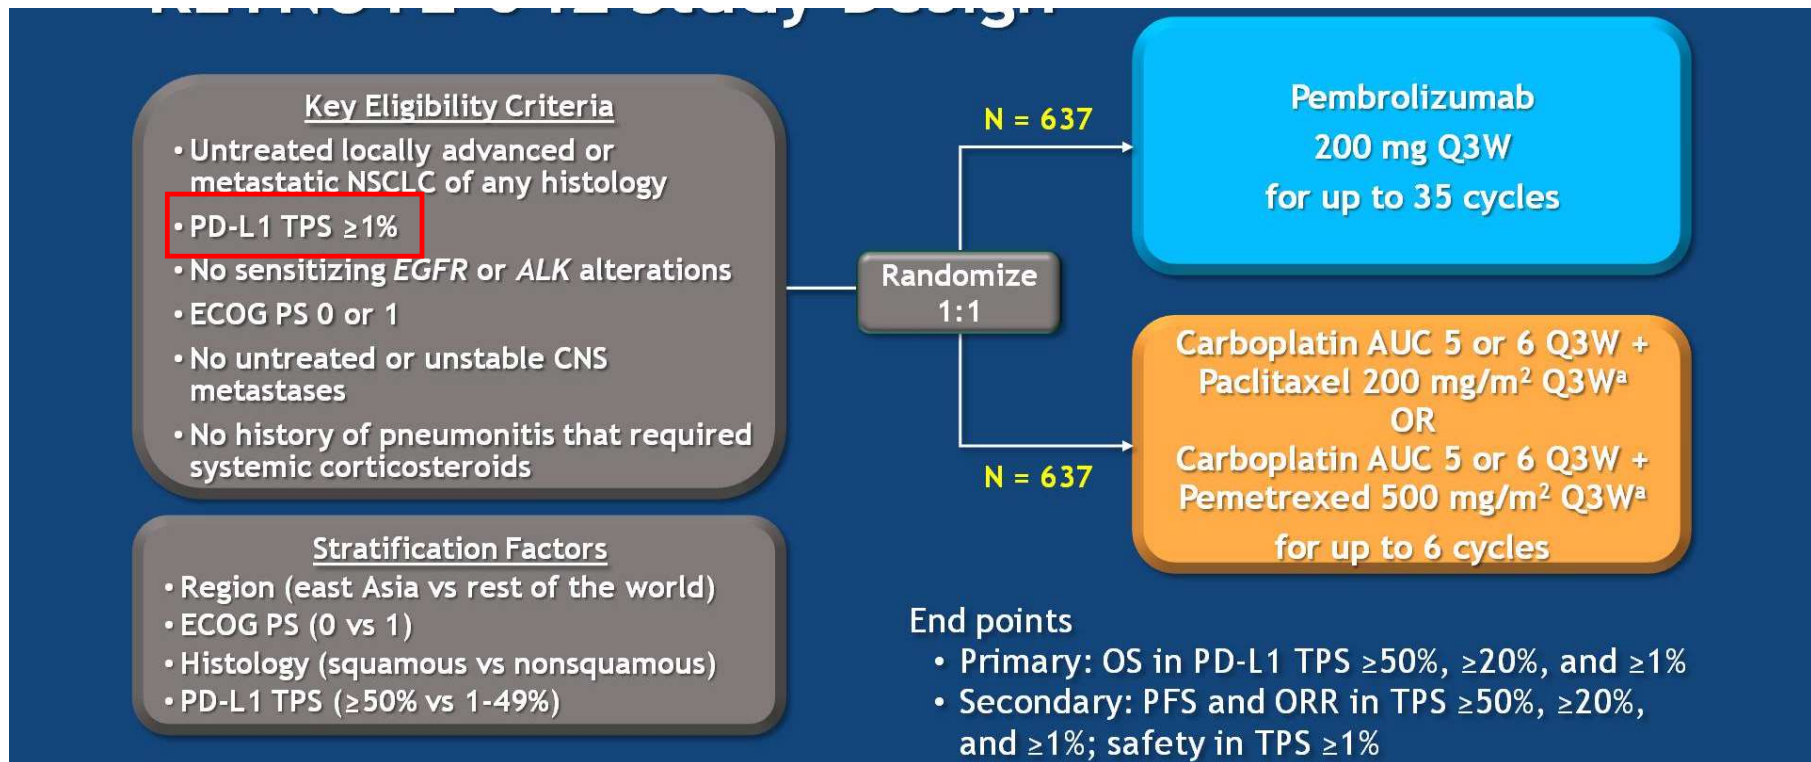 KEYNOTE-042 Study Design
Key Eligibility Criteria
• Untreated locally advanced or
metastatic NSCLC of any histology
• PD-L1 TPS ≥1%
• No sensitizing EGFR or ALK alterations
• ECOG PS 0 or 1
• No untreated or unstable CNS
metastases
• No history of pneumonitis that required
systemic corticosteroids
Stratification Factors
• Region (east Asia vs rest of the world)
• ECOG PS (0 vs 1)
• Histology (squamous vs nonsquamous)
• PD-L1 TPS (≥50% vs 1-49%)
Randomize
1:1
N = 637
Pembrolizumab
200 mg Q3W
for up to 35 cycles
N = 637
Carboplatin AUC 5 or 6 Q3W +
Paclitaxel 200 mg/m² Q3Wᵃ
OR
Carboplatin AUC 5 or 6 Q3W +
Pemetrexed 500 mg/m² Q3Wᵃ
for up to 6 cycles
End points
• Primary: OS in PD-L1 TPS ≥50%, ≥20%, and ≥1%
• Secondary: PFS and ORR in TPS ≥50%, ≥20%,
and ≥1%; safety in TPS ≥1%